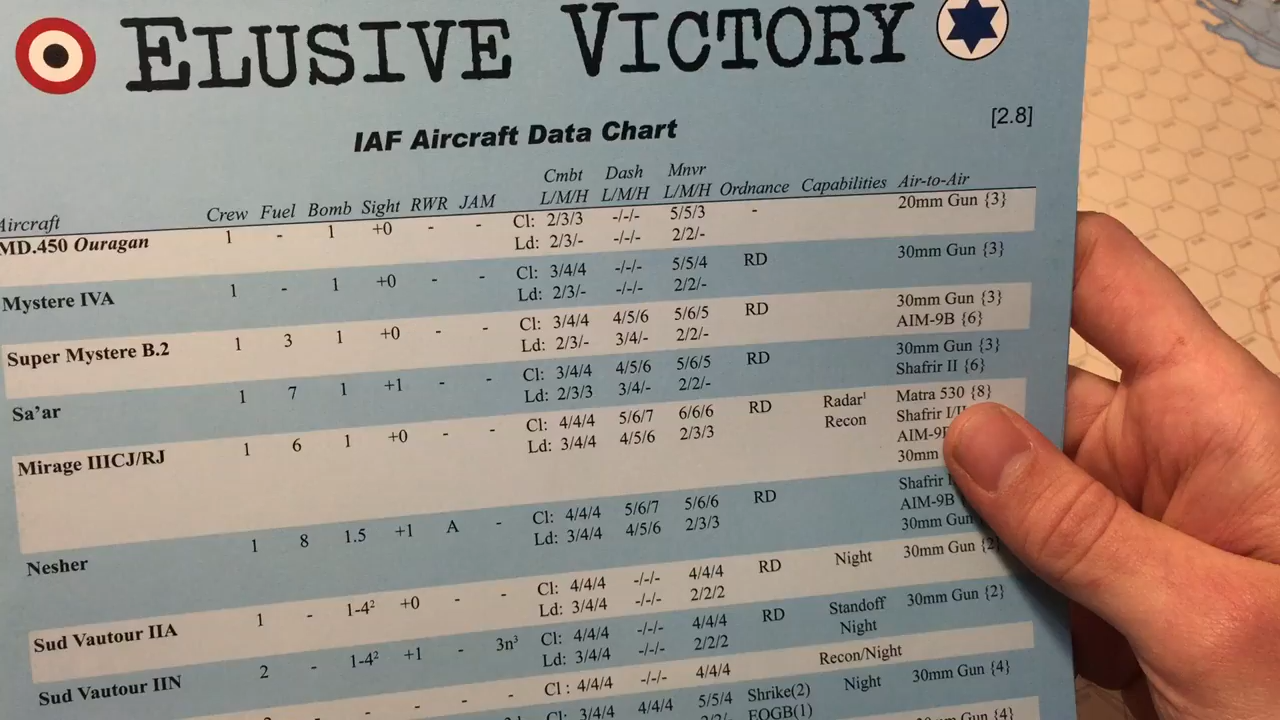 ELUSIVE VICTORY
IAF Aircraft Data Chart [2.8]
Cmbt Dash Mnvr
Aircraft Crew Fuel Bomb Sight RWR JAM L/M/H L/M/H L/M/H Ordnance Capabilities Air-to-Air
MD.450 Ouragan 1 - 1 +0 - - Cl: 2/3/3 -/-/- 5/5/3 - 20mm Gun {3}
Ld: 2/3/- -/-/- 2/2/-
Mystere IVA 1 - 1 +0 - - Cl: 3/4/4 -/-/- 5/5/4 RD 30mm Gun {3}
Ld: 2/3/- -/-/- 2/2/-
Super Mystere B.2 1 3 1 +0 - - Cl: 3/4/4 4/5/6 5/6/5 RD 30mm Gun {3}
Ld: 2/3/- 3/4/- 2/2/- AIM-9B {6}
Sa'ar 1 7 1 +1 - - Cl: 3/4/4 4/5/6 5/6/5 RD 30mm Gun {3}
Ld: 2/3/3 3/4/- 2/2/- Shafrir II {6}
Mirage IIICJ/RJ 1 6 1 +0 - - Cl: 4/4/4 5/6/7 6/6/6 RD Radar¹ Matra 530 {8}
Ld: 3/4/4 4/5/6 2/3/3 Recon Shafrir I/II
AIM-9
30mm
Nesher 1 8 1.5 +1 A - Cl: 4/4/4 5/6/7 5/6/6 RD Shafrir
Ld: 3/4/4 4/5/6 2/3/3 AIM-9B
30mm Gun
Sud Vautour IIA 1 - 1-4² +0 - - Cl: 4/4/4 -/-/- 4/4/4 RD Night 30mm Gun {2}
Ld: 3/4/4 -/-/- 2/2/2
Sud Vautour IIN 2 - 1-4² +1 - 3n³ Cl: 4/4/4 -/-/- 4/4/4 RD Standoff 30mm Gun {2}
Ld: 3/4/4 -/-/- 2/2/2 Night
- - - Cl : 4/4/4 -/-/- 4/4/4 Recon/Night
Cl: 3/4/4 4/4/4 5/5/4 Shrike(2) Night 30mm Gun {4}
EOGB(1) Gun {4}